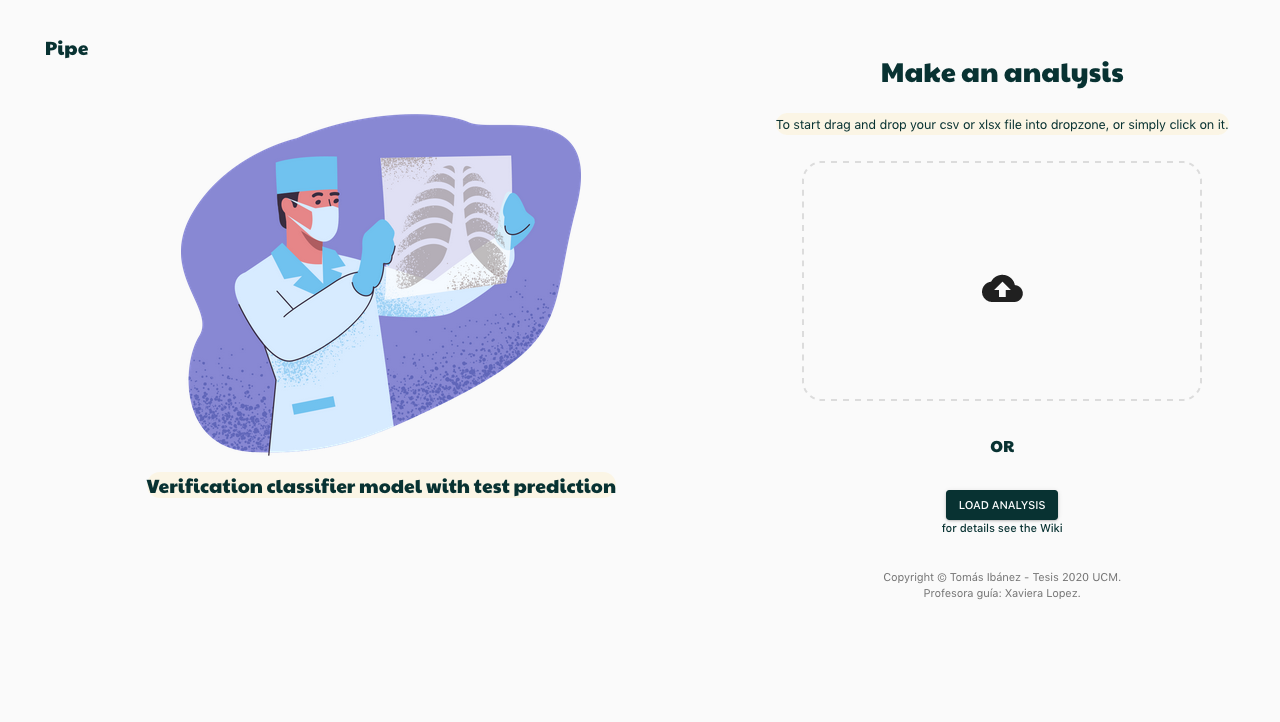 Pipe
Make an analysis
To start drag and drop your csv or xlsx file into dropzone, or simply click on it.
Verification classifier model with test prediction
OR
LOAD ANALYSIS
for details see the Wiki
Copyright © Tomás Ibánez - Tesis 2020 UCM.
Profesora guía: Xaviera Lopez.